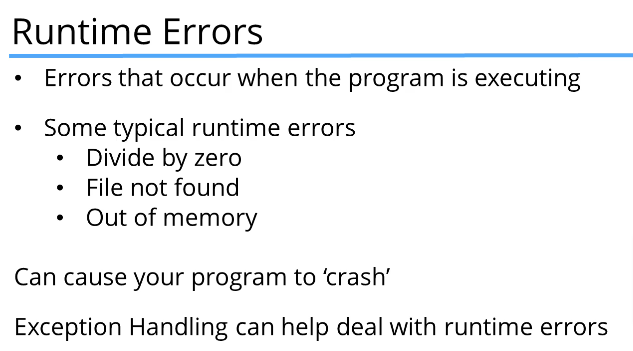 Runtime Errors
• Errors that occur when the program is executing
• Some typical runtime errors
• Divide by zero
• File not found
• Out of memory
Can cause your program to ‘crash’
Exception Handling can help deal with runtime errors